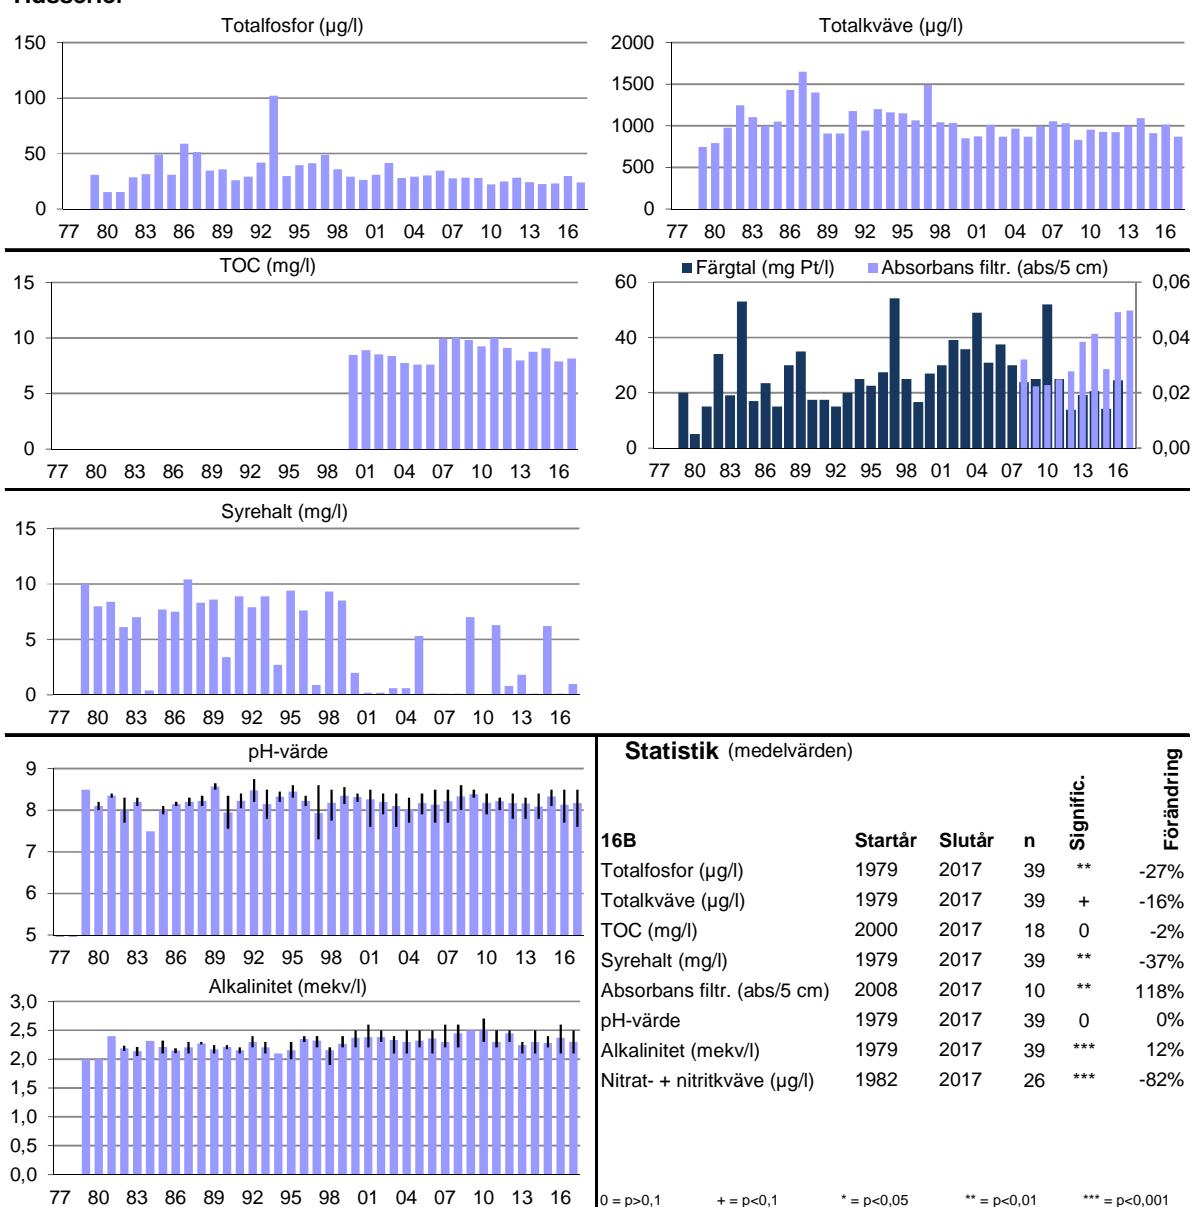 Totalfosfor (µg/l)
150
100
50
0
77 80 83 86 89 92 95 98 01 04 07 10 13 16
Totalkväve (µg/l)
2000
1500
1000
500
0
77 80 83 86 89 92 95 98 01 04 07 10 13 16
TOC (mg/l)
15
10
5
0
77 80 83 86 89 92 95 98 01 04 07 10 13 16
Färgtal (mg Pt/l) Absorbans filtr. (abs/5 cm)
60 0,06
40 0,04
20 0,02
0 0,00
77 80 83 86 89 92 95 98 01 04 07 10 13 16
Syrehalt (mg/l)
15
10
5
0
77 80 83 86 89 92 95 98 01 04 07 10 13 16
pH-värde
9
8
7
6
5
77 80 83 86 89 92 95 98 01 04 07 10 13 16
Alkalinitet (mekv/l)
3,0
2,5
2,0
1,5
1,0
0,5
0,0
77 80 83 86 89 92 95 98 01 04 07 10 13 16
Statistik (medelvärden)
16B Startår Slutår n Signific. Förändring
Totalfosfor (µg/l) 1979 2017 39 ** -27%
Totalkväve (µg/l) 1979 2017 39 + -16%
TOC (mg/l) 2000 2017 18 0 -2%
Syrehalt (mg/l) 1979 2017 39 ** -37%
Absorbans filtr. (abs/5 cm) 2008 2017 10 ** 118%
pH-värde 1979 2017 39 0 0%
Alkalinitet (mekv/l) 1979 2017 39 *** 12%
Nitrat- + nitritkväve (µg/l) 1982 2017 26 *** -82%
0 = p>0,1 + = p<0,1 * = p<0,05 ** = p<0,01 *** = p<0,001